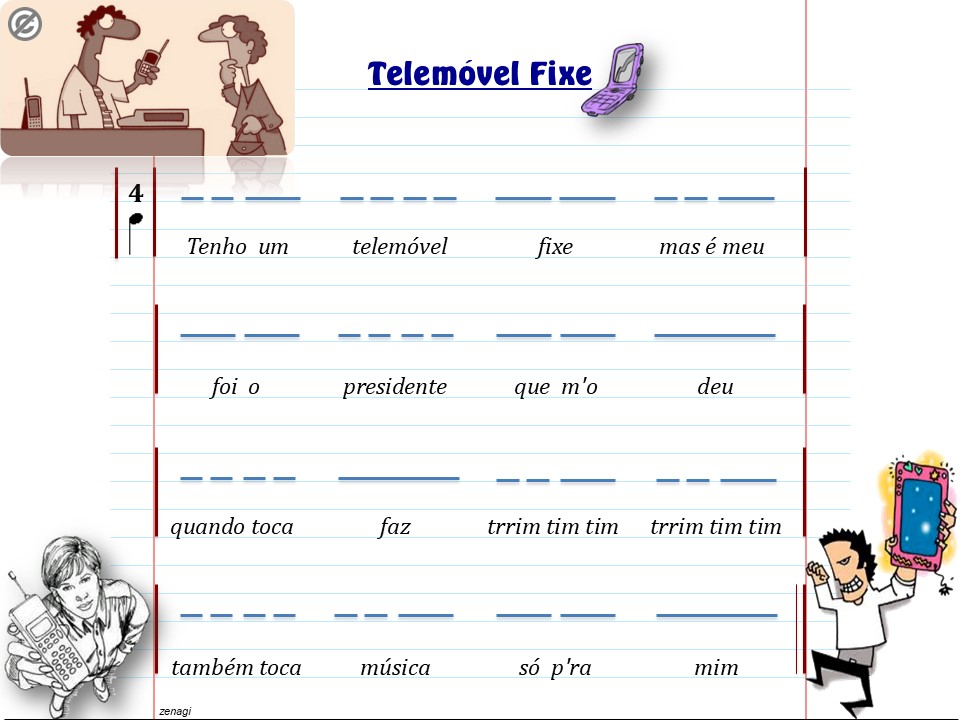 Telemóvel Fixe
4
Tenho um telemóvel fixe mas é meu
foi o presidente que m'o deu
quando toca faz trrim tim tim trrim tim tim
também toca música só p'ra mim
zenagi